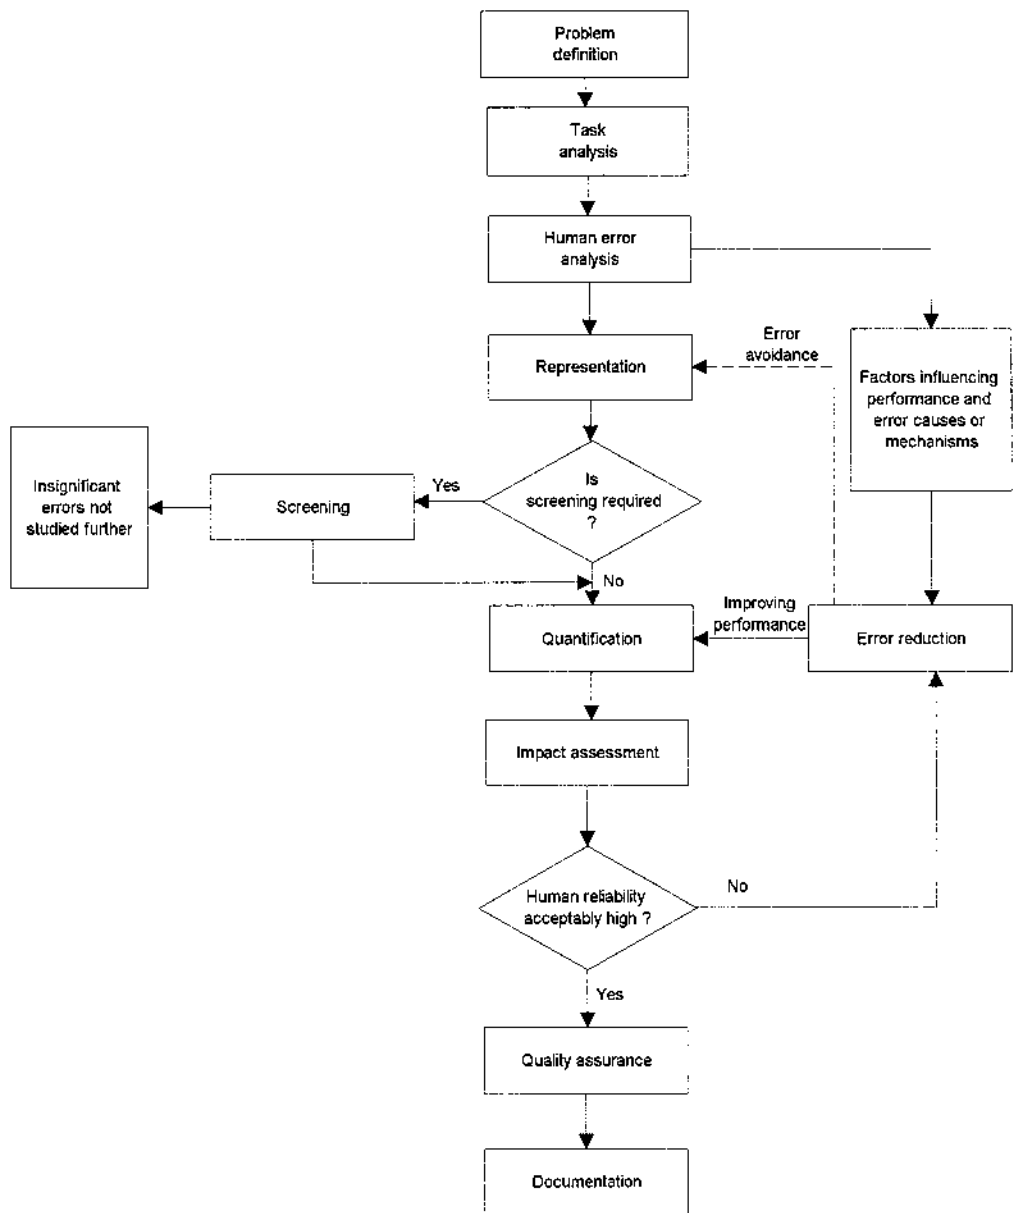 Problem
definition
Task
analysis
Human error
analysis
Error
avoidance
Representation
Factors influencing
performance and
error causes or
mechanisms
Is
screening required
?
Yes
Screening
Insignificant
errors not
studied further
No
Improving
performance
Quantification
Error reduction
Impact assessment
Human reliability
acceptably high ?
No
Yes
Quality assurance
Documentation